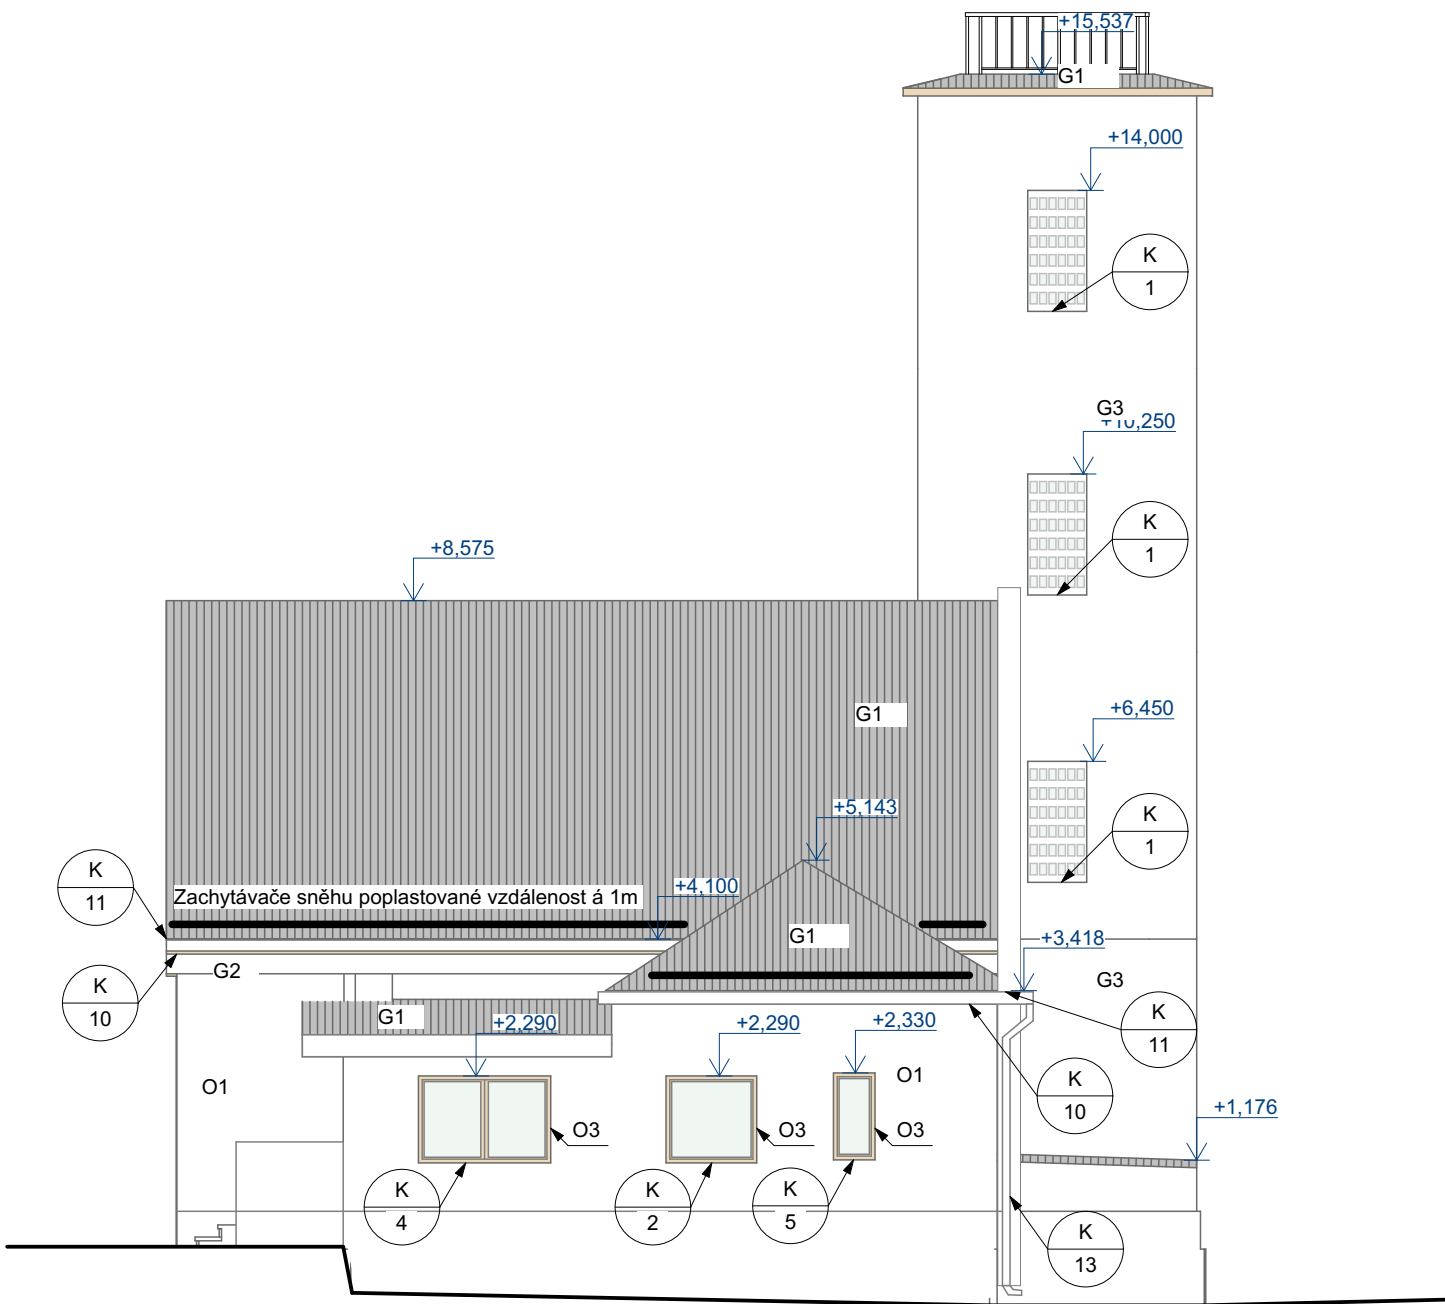 +15,537
G1
+14,000
K
1
G3
+10,250
K
1
+8,575
G1
+6,450
+5,143
K
1
K
11
Zachytávače sněhu poplastované vzdálenost á 1m
+4,100
G1
+3,418
G2
G3
K
10
G1
+2,290
+2,290
+2,330
K
11
O1
O1
K
10
+1,176
O3
O3
O3
K
4
K
2
K
5
K
13